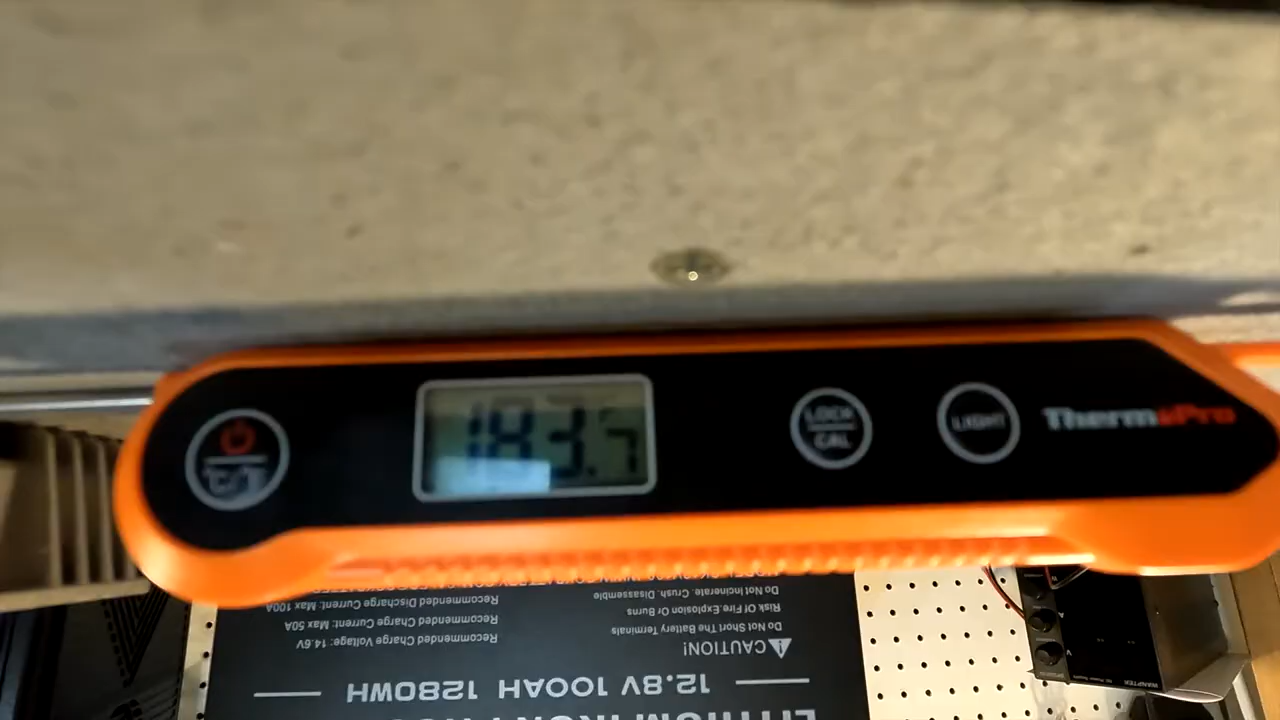 183.7
°C/°F
LOCK
CAL
LIGHT
ThermoPro
Recommended Discharge Current: Max 100A
Recommended Charge Current: Max 50A
Recommended Charge Voltage: 14.6V
Do Not Incinerate, Crush, Disassemble
Risk Of Fire, Explosion Or Burns
Do Not Short The Battery Terminals
CAUTION!
12.8V 100AH 1280WH
WANPTEK